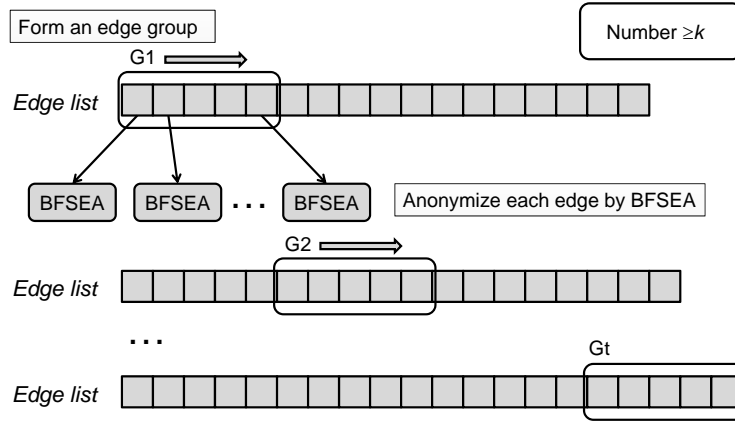 Form an edge group
Number ≥k
G1
Edge list
BFSEA BFSEA ... BFSEA
Anonymize each edge by BFSEA
G2
Edge list
...
Gt
Edge list